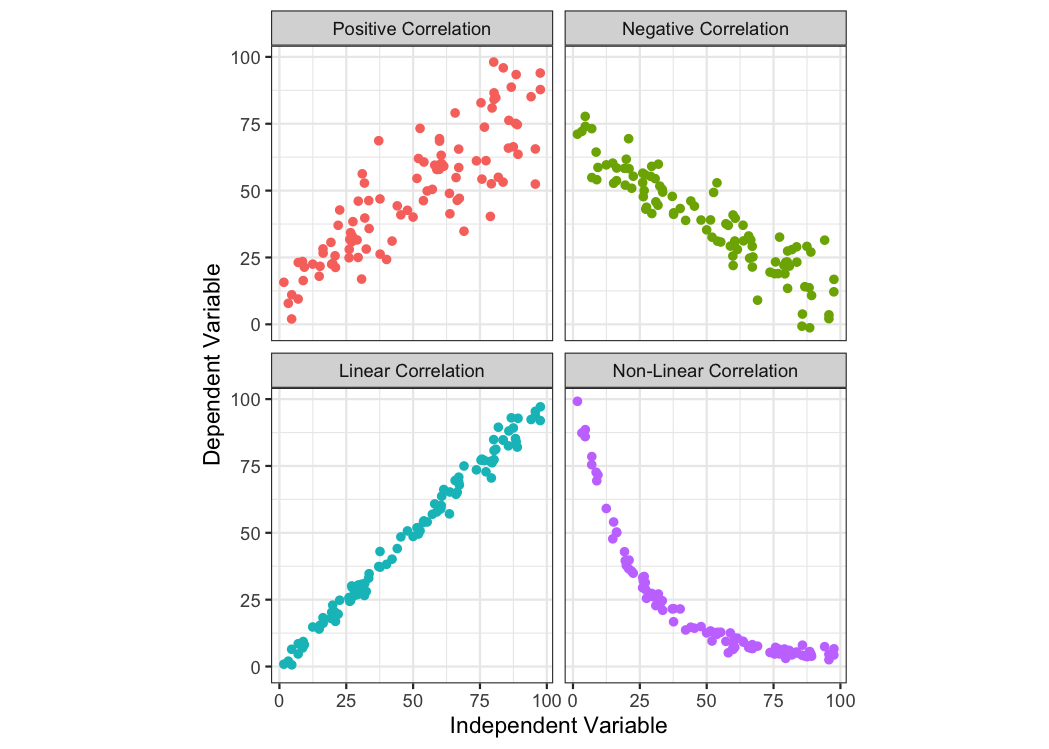 Positive Correlation
Negative Correlation
100
75
50
25
0
Linear Correlation
Non-Linear Correlation
100
75
50
25
0
0 25 50 75 100
0 25 50 75 100
Dependent Variable
Independent Variable